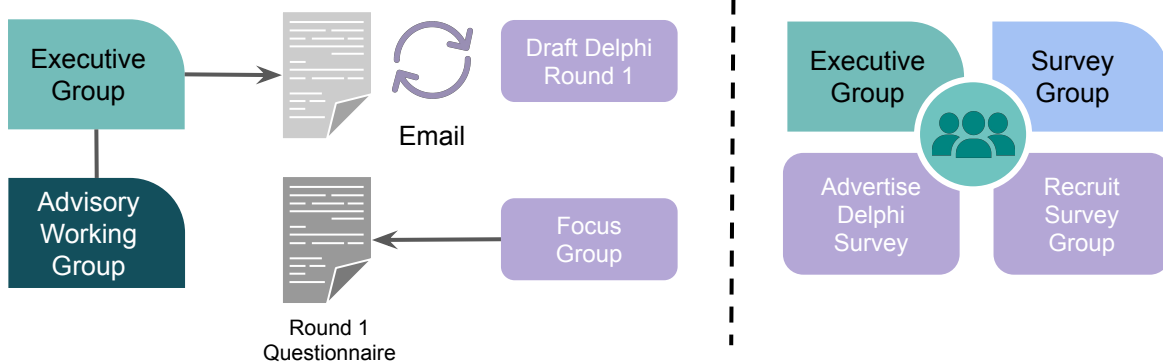 Executive
Group
Email
Draft Delphi
Round 1
Advisory
Working
Group
Focus
Group
Round 1
Questionnaire
Executive
Group
Survey
Group
Advertise
Delphi
Survey
Recruit
Survey
Group